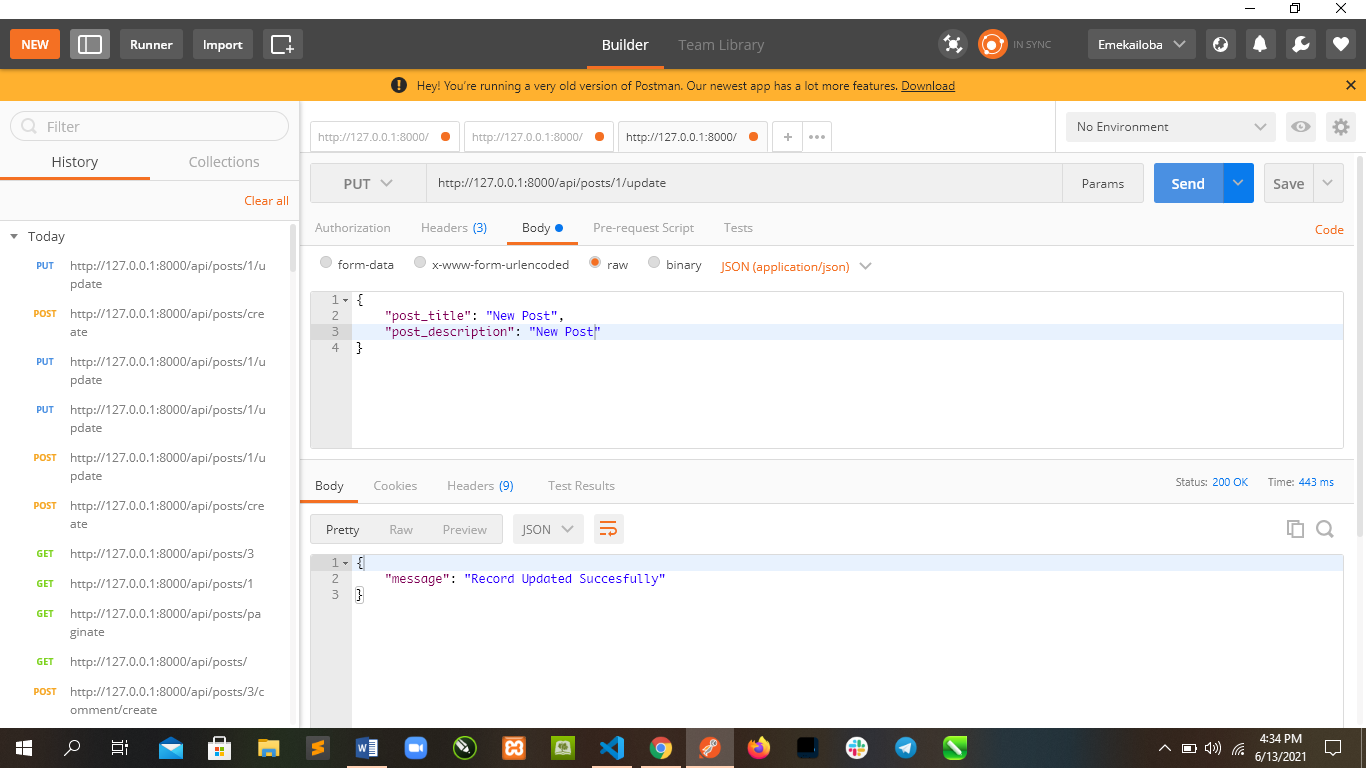 NEW Runner Import Builder Team Library IN SYNC Emekailoba
Hey! You're running a very old version of Postman. Our newest app has a lot more features. Download
Filter
History Collections
Clear all
Today
PUT http://127.0.0.1:8000/api/posts/1/u
pdate
POST http://127.0.0.1:8000/api/posts/cre
ate
PUT http://127.0.0.1:8000/api/posts/1/u
pdate
PUT http://127.0.0.1:8000/api/posts/1/u
pdate
POST http://127.0.0.1:8000/api/posts/1/u
pdate
POST http://127.0.0.1:8000/api/posts/cre
ate
GET http://127.0.0.1:8000/api/posts/3
GET http://127.0.0.1:8000/api/posts/1
GET http://127.0.0.1:8000/api/posts/pa
ginate
GET http://127.0.0.1:8000/api/posts/
POST http://127.0.0.1:8000/api/posts/3/c
omment/create
http://127.0.0.1:8000/ http://127.0.0.1:8000/ http://127.0.0.1:8000/ + ••• No Environment
PUT http://127.0.0.1:8000/api/posts/1/update Params Send Save
Authorization Headers (3) Body Pre-request Script Tests Code
form-data x-www-form-urlencoded raw binary JSON (application/json)
1 {
2 "post_title": "New Post",
3 "post_description": "New Post"
4 }
Body Cookies Headers (9) Test Results Status: 200 OK Time: 443 ms
Pretty Raw Preview JSON
1 {
2 "message": "Record Updated Succesfully"
3 }
4:34 PM
6/13/2021